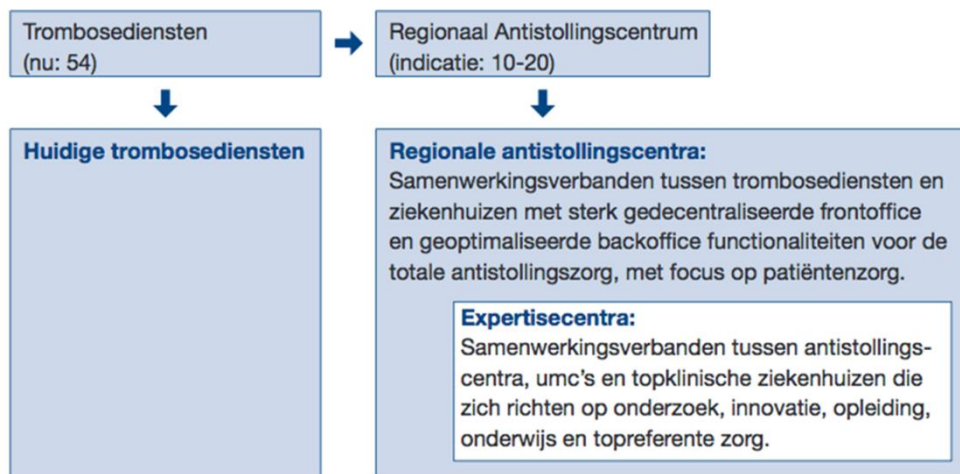 Trombosediensten
(nu: 54)
Regionaal Antistollingscentrum
(indicatie: 10-20)
Huidige trombosediensten
Regionale antistollingscentra:
Samenwerkingsverbanden tussen trombosediensten en
ziekenhuizen met sterk gedecentraliseerde frontoffice
en geoptimaliseerde backoffice functionaliteiten voor de
totale antistollingszorg, met focus op patiëntenzorg.
Expertisecentra:
Samenwerkingsverbanden tussen antistollings-
centra, umc's en topklinische ziekenhuizen die
zich richten op onderzoek, innovatie, opleiding,
onderwijs en topreferente zorg.